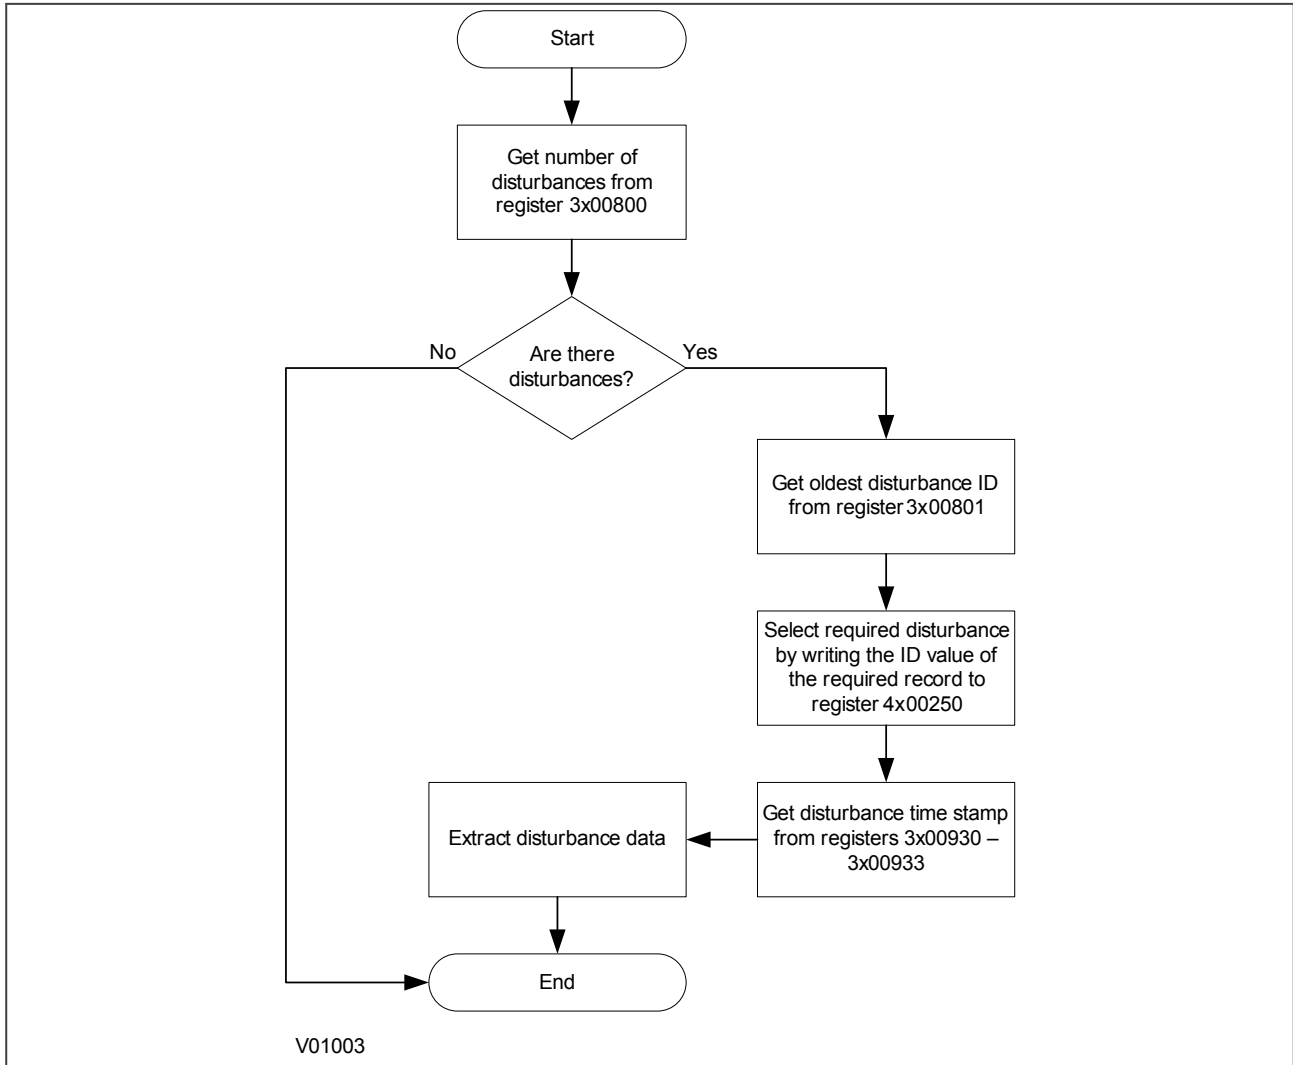 Start
Get number of
disturbances from
register 3x00800
No
Are there
disturbances?
Yes
Get oldest disturbance ID
from register 3x00801
Select required disturbance
by writing the ID value of
the required record to
register 4x00250
Get disturbance time stamp
from registers 3x00930 –
3x00933
Extract disturbance data
End
V01003